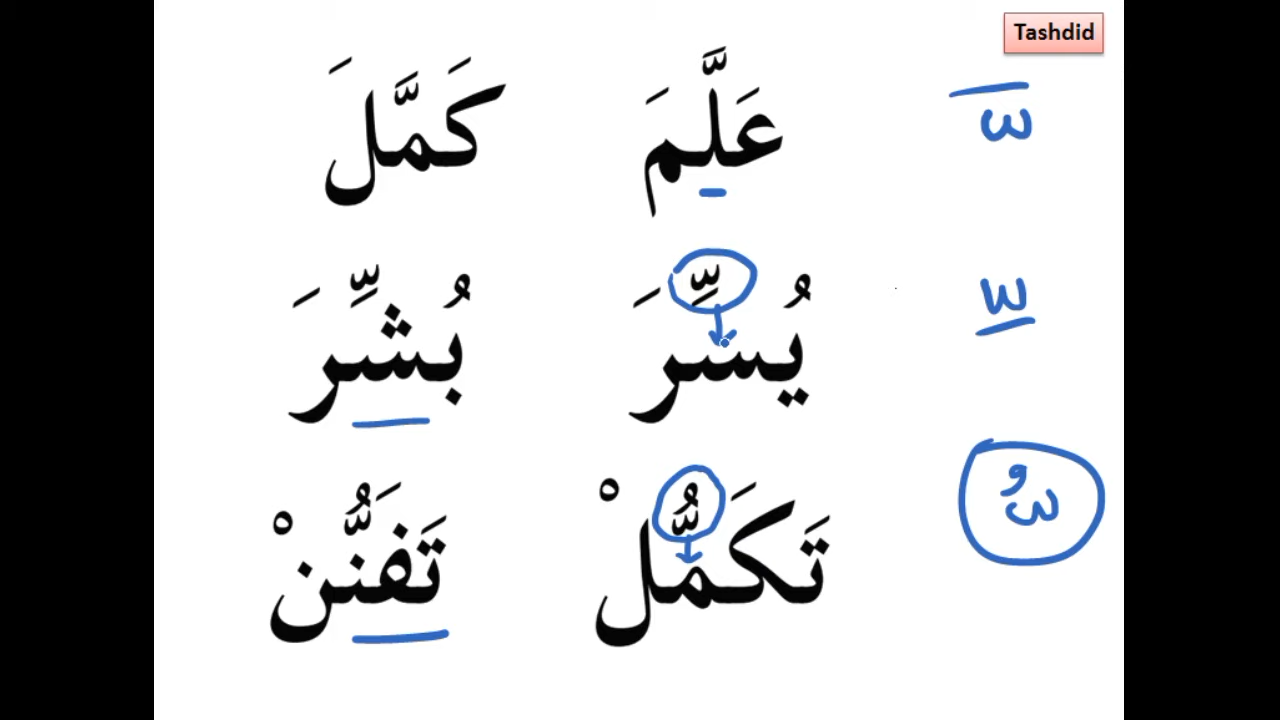 Tashdid
ـَّ عَلَّمَ كَمَّلَ
ـِّ يُسِّرَ بُشِّرَ
ـُّ تَكَمُّلْ تَفَنُّنْ